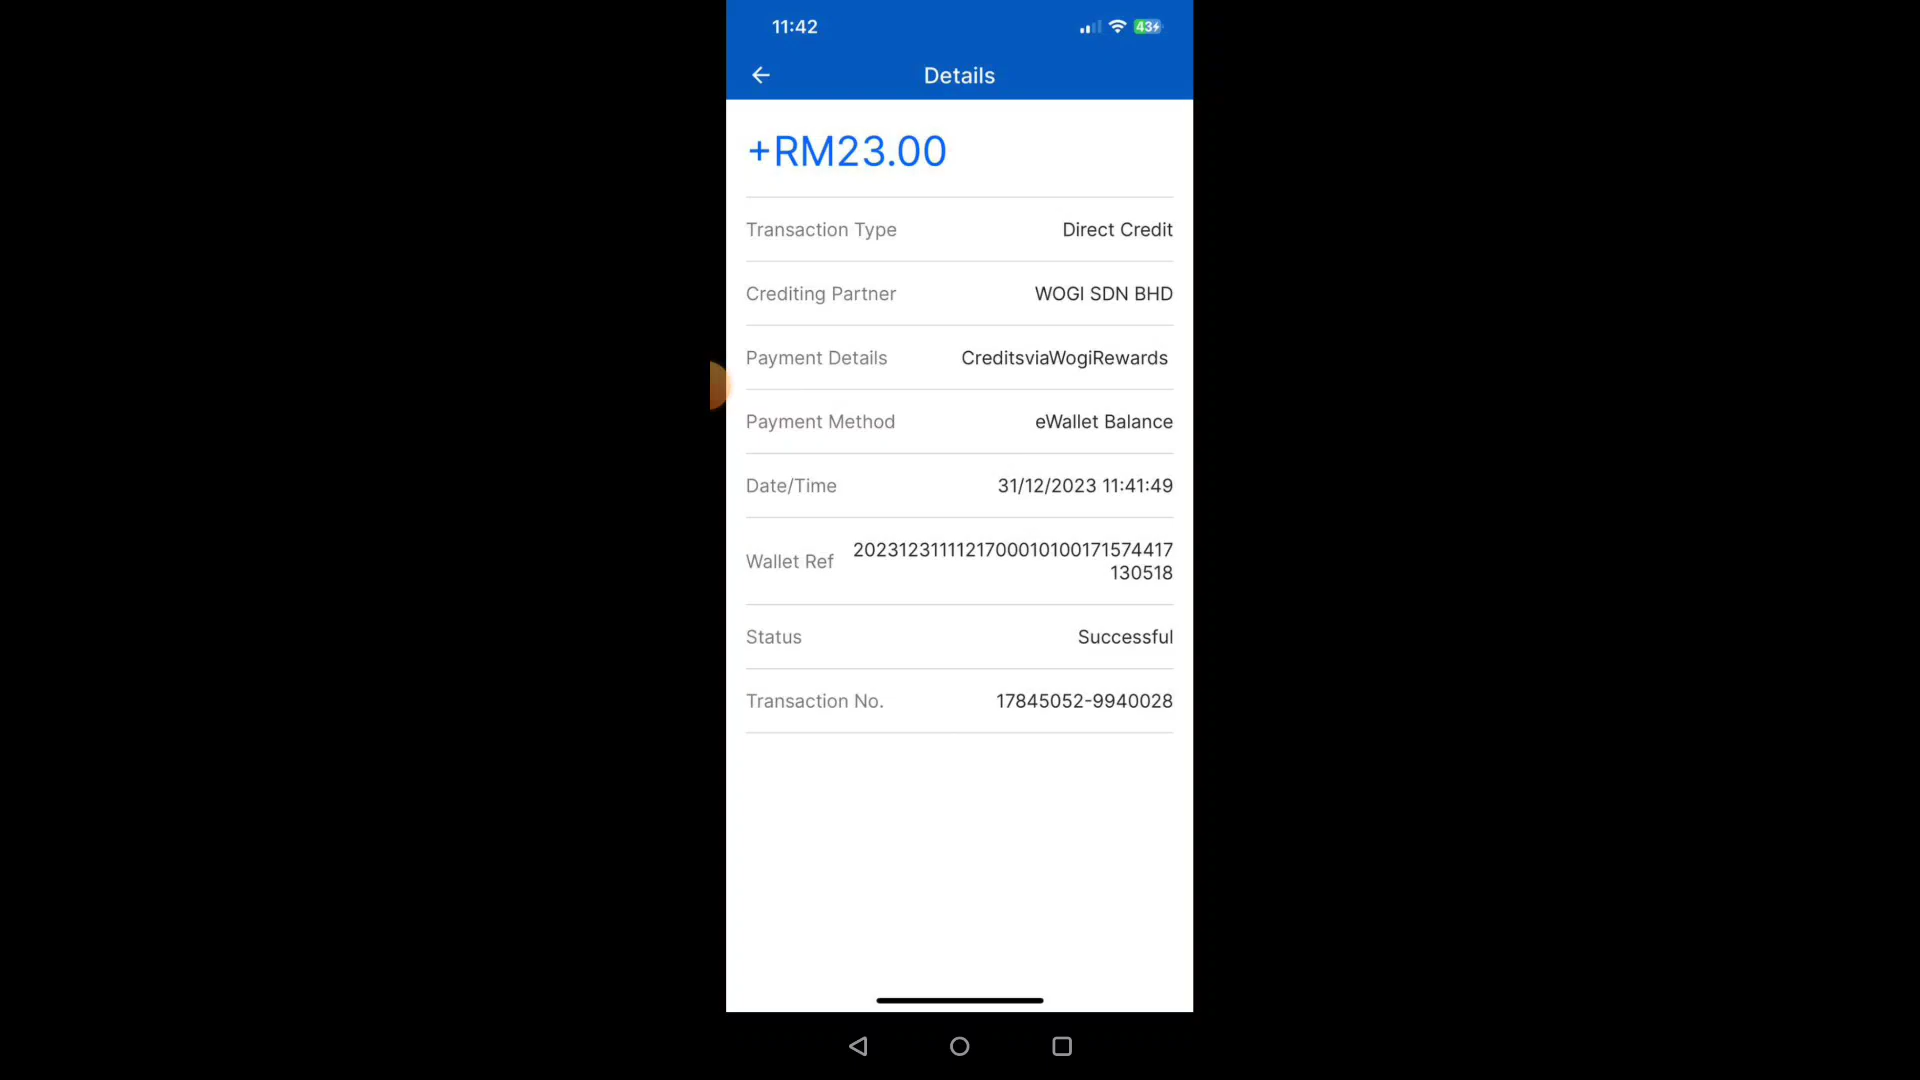 11:42
43
Details
+RM23.00
Transaction Type Direct Credit
Crediting Partner WOGI SDN BHD
Payment Details CreditsviaWogiRewards
Payment Method eWallet Balance
Date/Time 31/12/2023 11:41:49
Wallet Ref 20231231111217000010100171574417
130518
Status Successful
Transaction No. 17845052-9940028